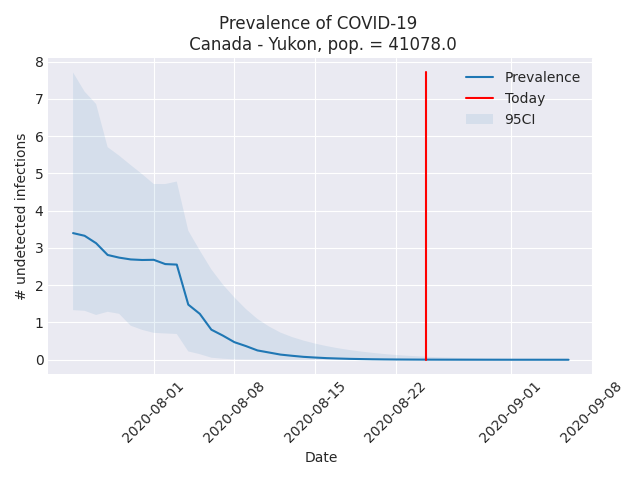 Prevalence of COVID-19
Canada - Yukon, pop. = 41078.0
8
7
6
5
4
3
2
1
0
# undetected infections
Prevalence
Today
95CI
2020-08-01
2020-08-08
2020-08-15
2020-08-22
2020-09-01
2020-09-08
Date